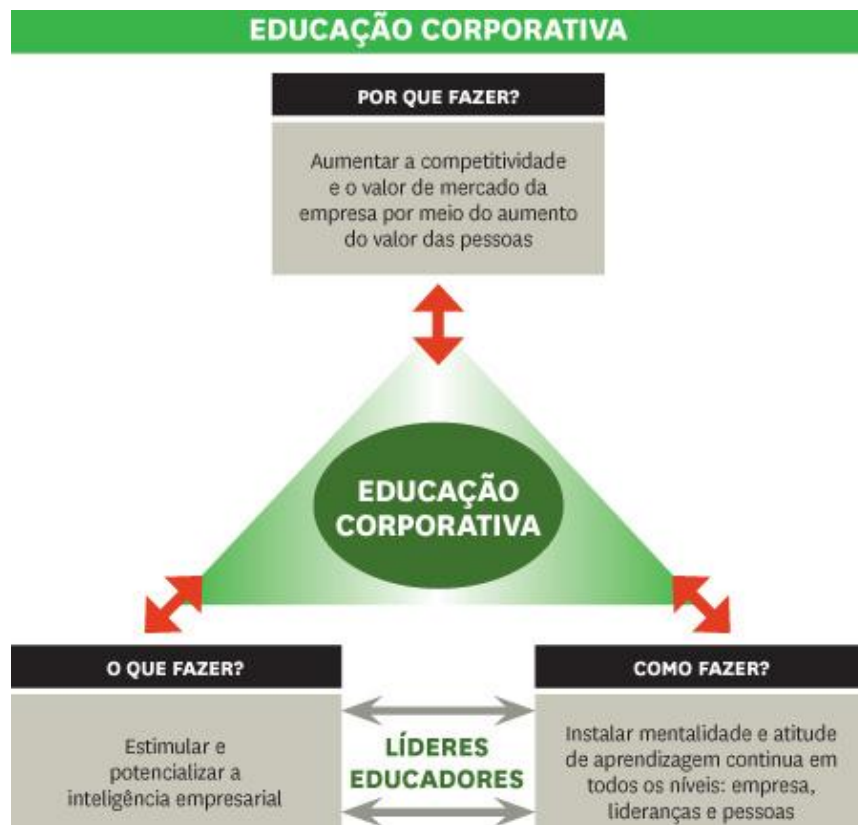 EDUCAÇÃO CORPORATIVA
POR QUE FAZER?
Aumentar a competitividade
e o valor de mercado da
empresa por meio do aumento
do valor das pessoas
EDUCAÇÃO
CORPORATIVA
O QUE FAZER?
Estimular e
potencializar a
inteligência empresarial
LÍDERES
EDUCADORES
COMO FAZER?
Instalar mentalidade e atitude
de aprendizagem continua em
todos os níveis: empresa,
lideranças e pessoas